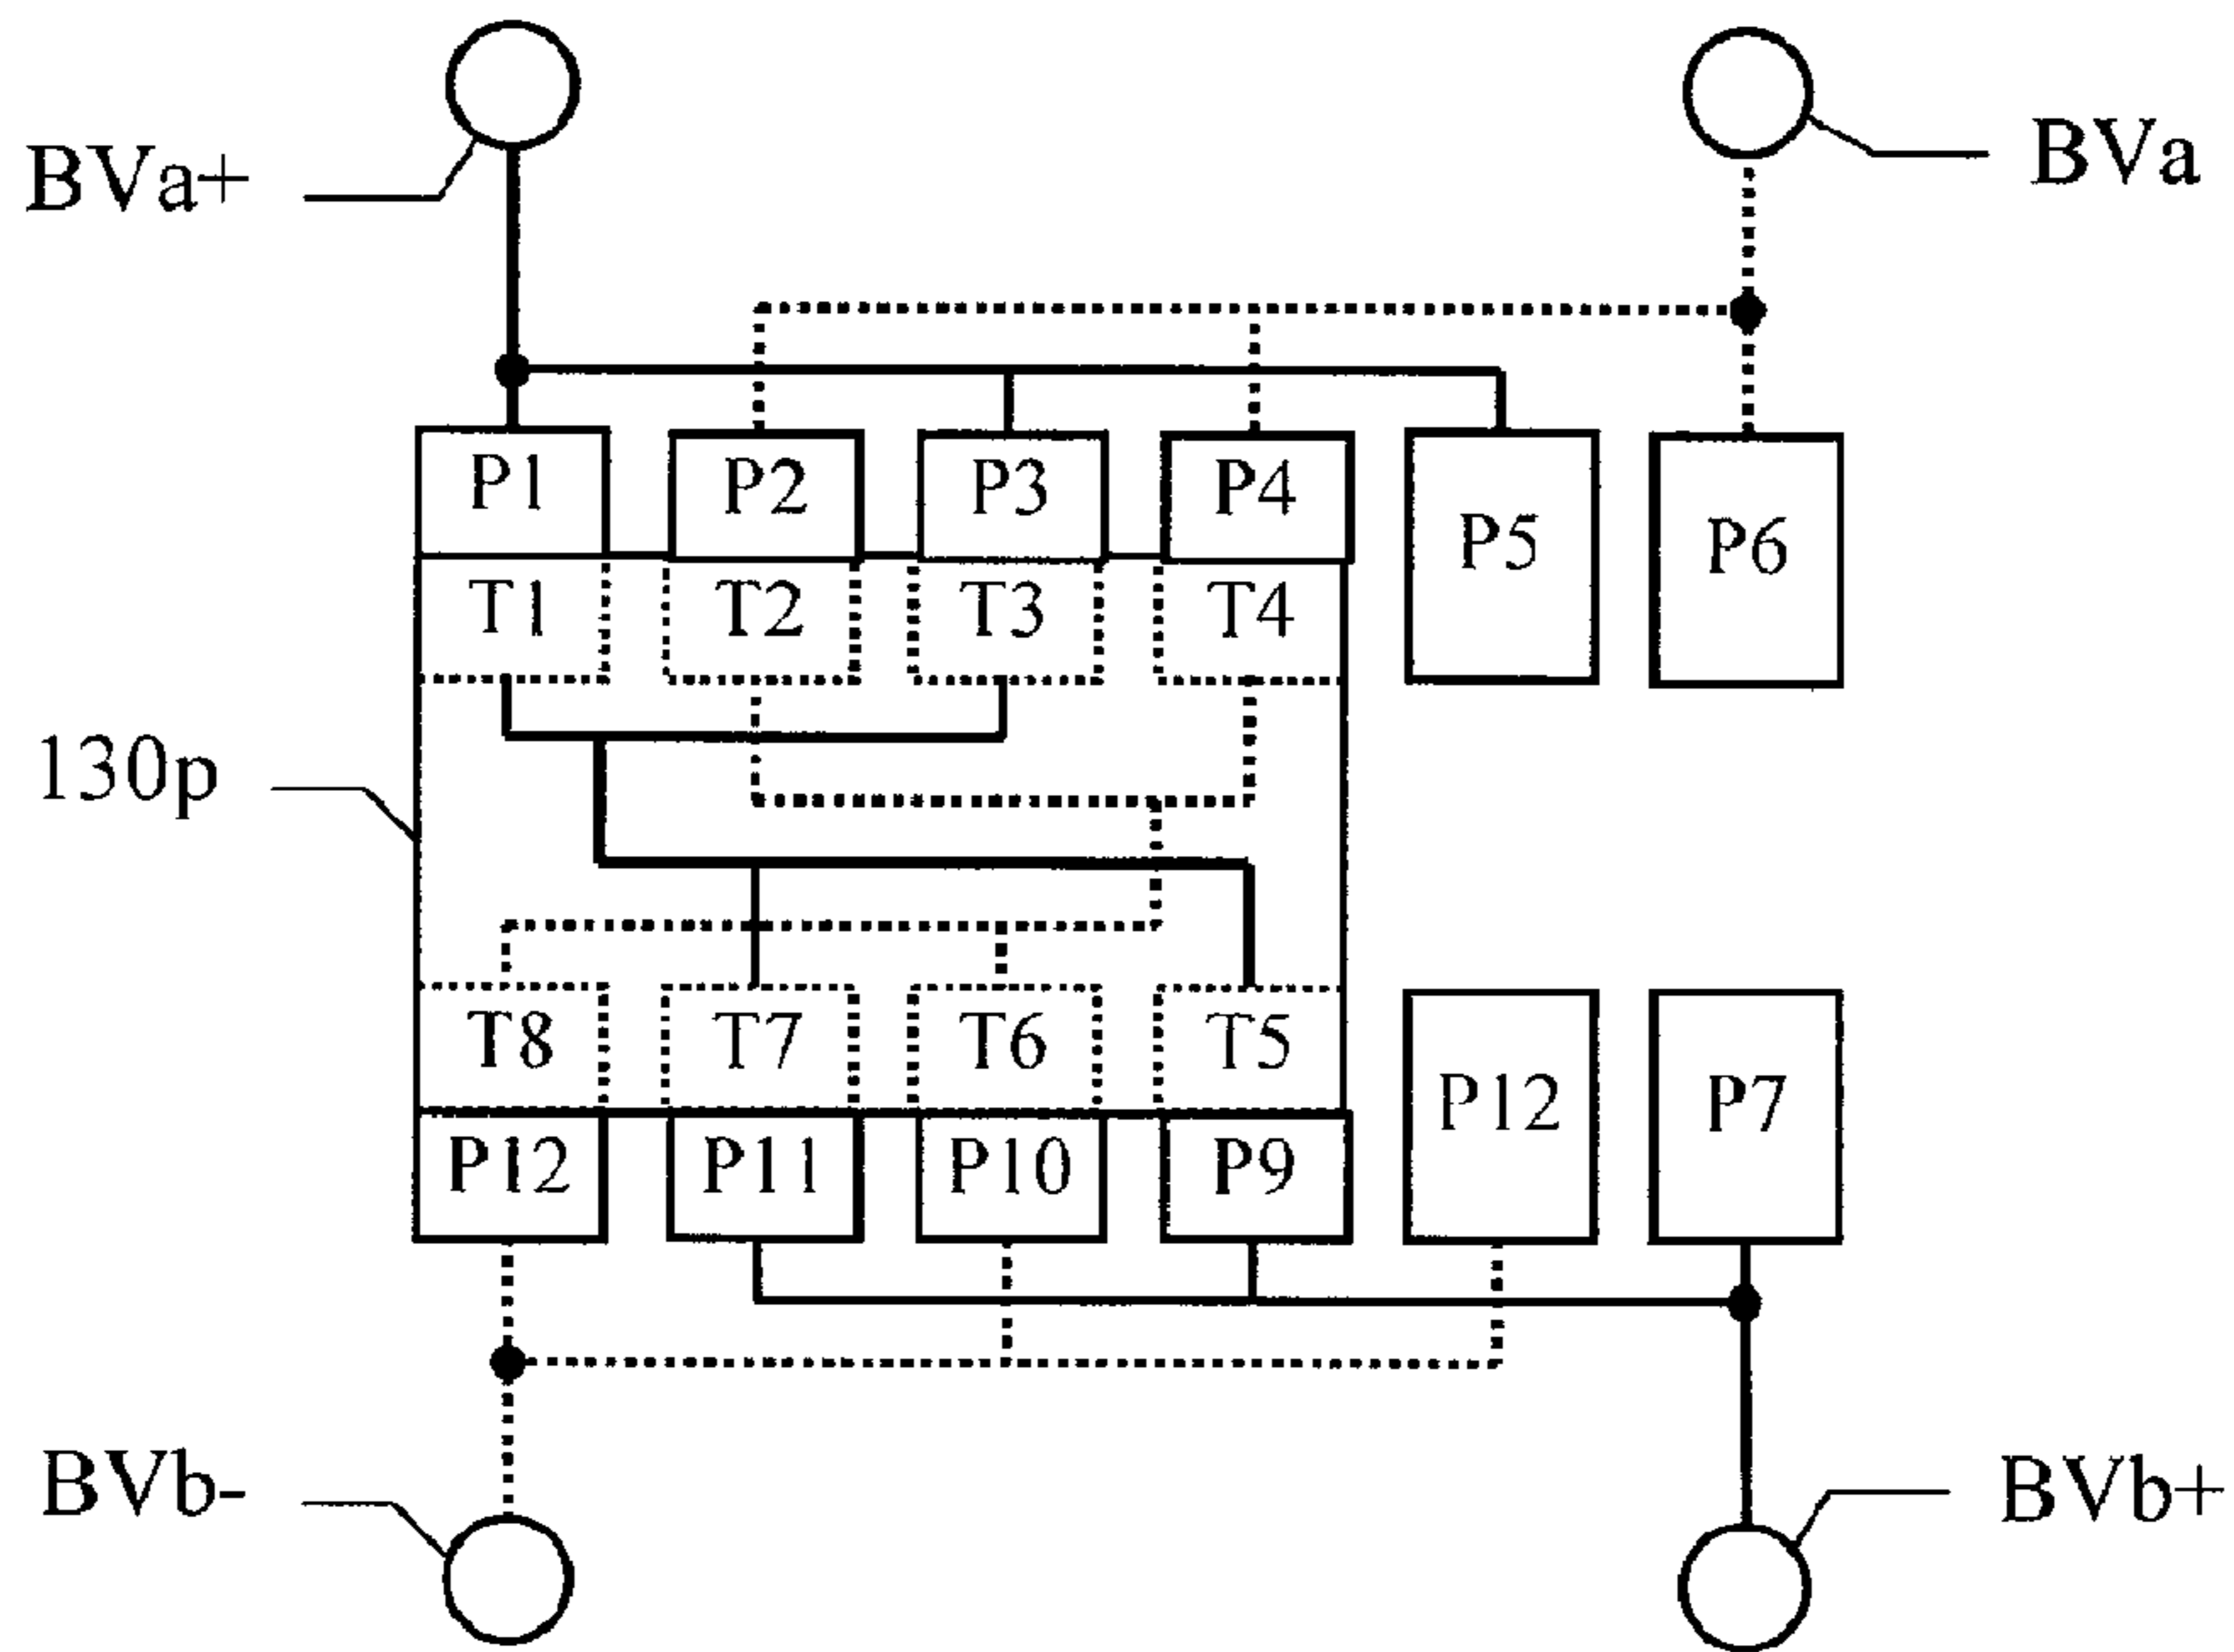 BVa+
BVa
P1 P2 P3 P4 P5 P6
T1 T2 T3 T4
130p
T8 T7 T6 T5
P12 P7
P12 P11 P10 P9
BVb-
BVb+